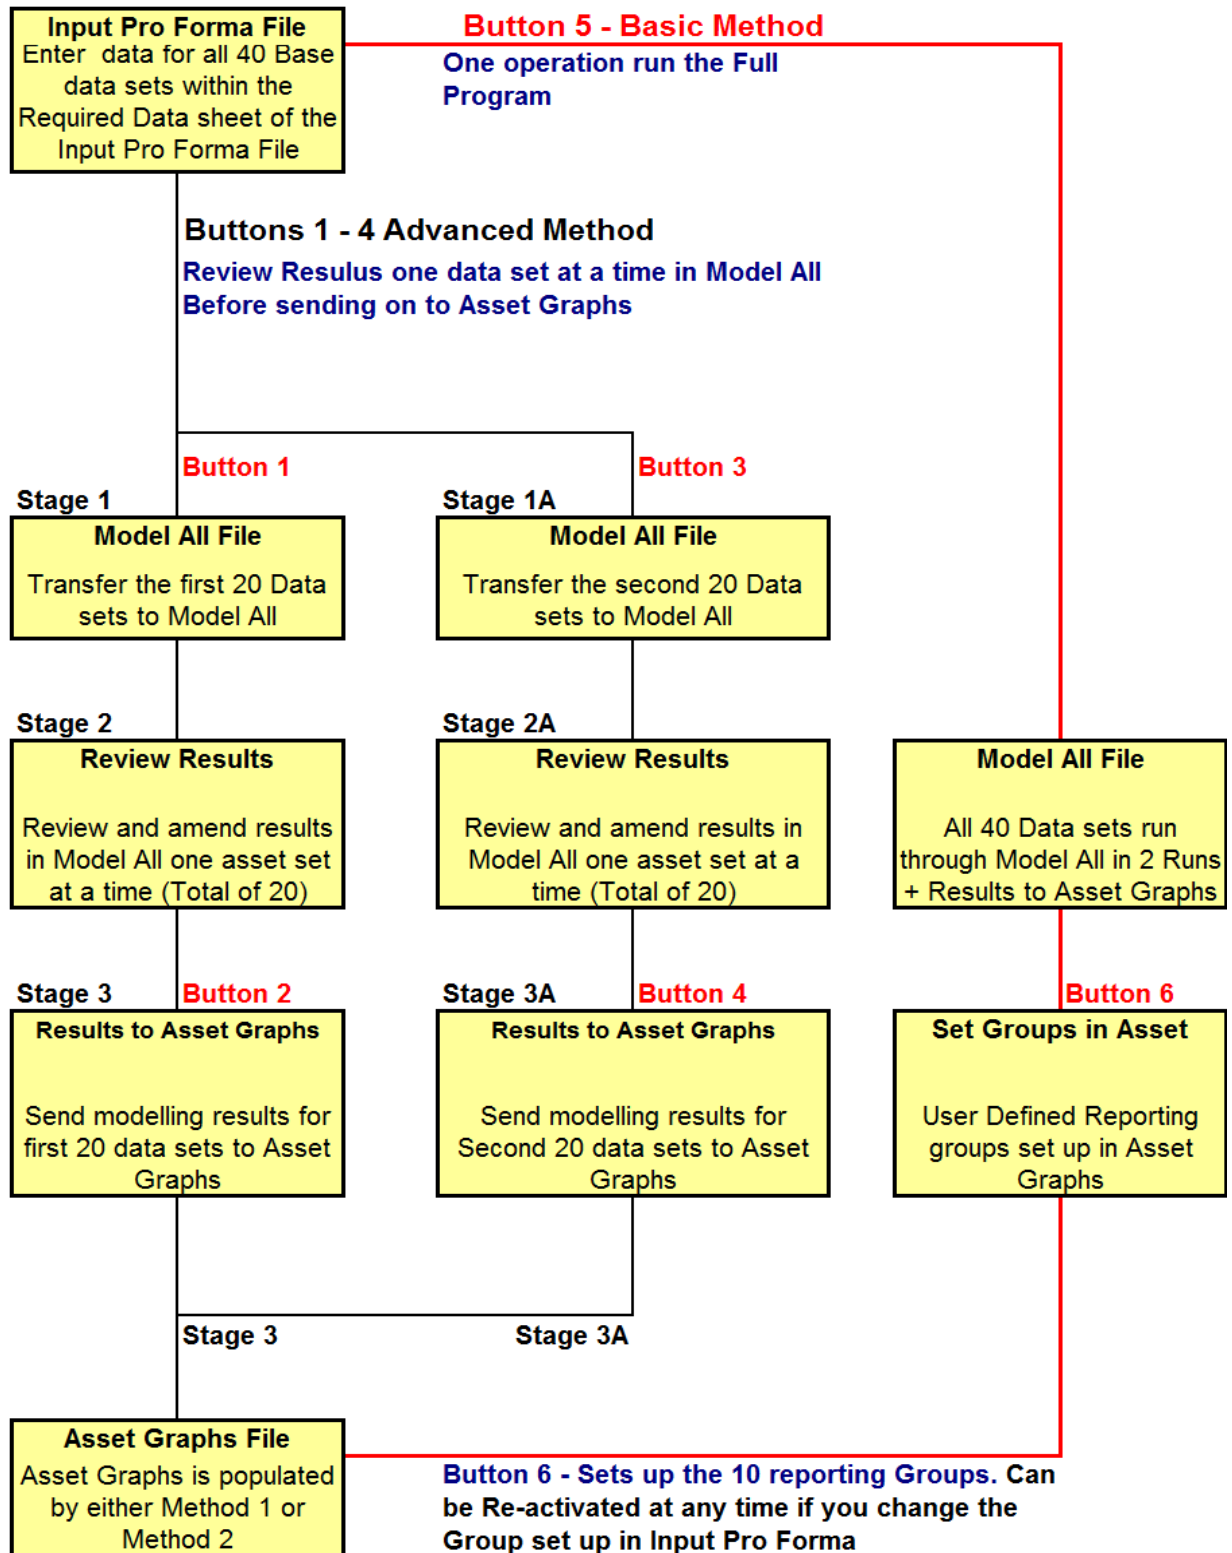 Input Pro Forma File
Enter data for all 40 Base
data sets within the
Required Data sheet of the
Input Pro Forma File
Button 5 - Basic Method
One operation run the Full
Program
Buttons 1 - 4 Advanced Method
Review Resulus one data set at a time in Model All
Before sending on to Asset Graphs
Button 1
Button 3
Stage 1
Model All File
Transfer the first 20 Data
sets to Model All
Stage 1A
Model All File
Transfer the second 20 Data
sets to Model All
Stage 2
Review Results
Review and amend results
in Model All one asset set
at a time (Total of 20)
Stage 2A
Review Results
Review and amend results in
Model All one asset set at a
time (Total of 20)
Model All File
All 40 Data sets run
through Model All in 2 Runs
+ Results to Asset Graphs
Stage 3
Button 2
Results to Asset Graphs
Send modelling results for
first 20 data sets to Asset
Graphs
Stage 3A
Button 4
Results to Asset Graphs
Send modelling results for
Second 20 data sets to Asset
Graphs
Button 6
Set Groups in Asset
User Defined Reporting
groups set up in Asset
Graphs
Stage 3
Stage 3A
Asset Graphs File
Asset Graphs is populated
by either Method 1 or
Method 2
Button 6 - Sets up the 10 reporting Groups. Can
be Re-activated at any time if you change the
Group set up in Input Pro Forma